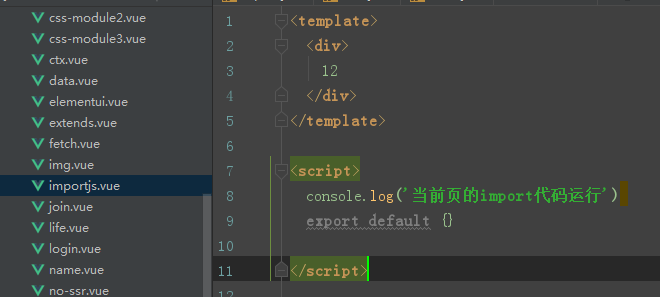 css-module2.vue
css-module3.vue
ctx.vue
data.vue
elementui.vue
extends.vue
fetch.vue
img.vue
importjs.vue
join.vue
life.vue
login.vue
name.vue
no-ssr.vue
1 <template>
2 <div>
3 12
4 </div>
5 </template>
6
7 <script>
8 console.log('当前页的import代码运行')
9 export default {}
10
11 </script>
12